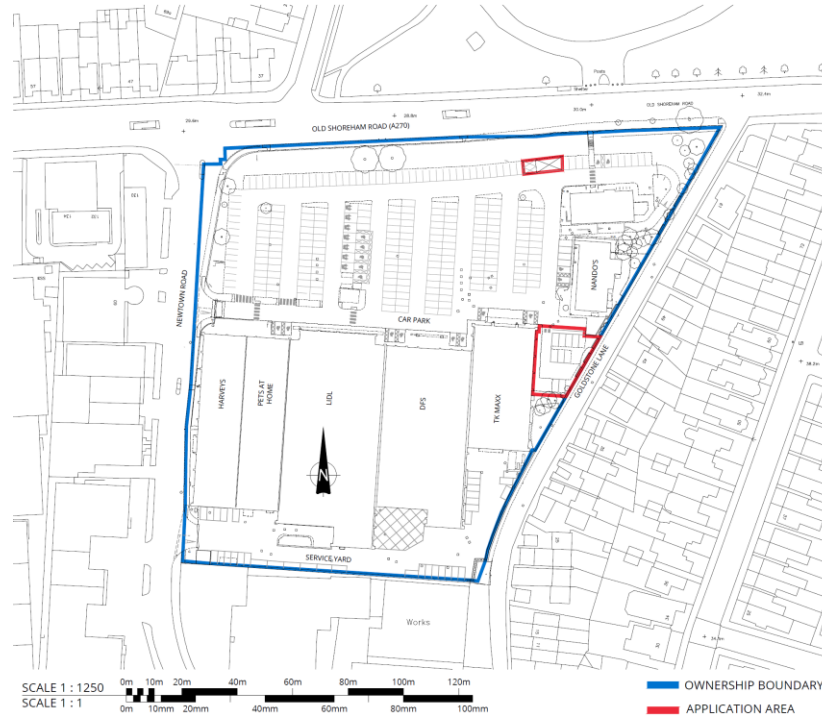 OLD SHOREHAM ROAD (A270)
OLD SHOREHAM ROAD
Posts
Shelter
NEWTOWN ROAD
CAR PARK
NANDO'S
GOLDSTONE LANE
HARVEYS
PETS AT
HOME
LIDL
DFS
TK MAXX
N
SERVICE YARD
Works
SCALE 1 : 1250
0m 10m 20m 40m 60m 80m 100m 120m
SCALE 1 : 1
0m 10mm 20mm 40mm 60mm 80mm 100mm
OWNERSHIP BOUNDARY
APPLICATION AREA